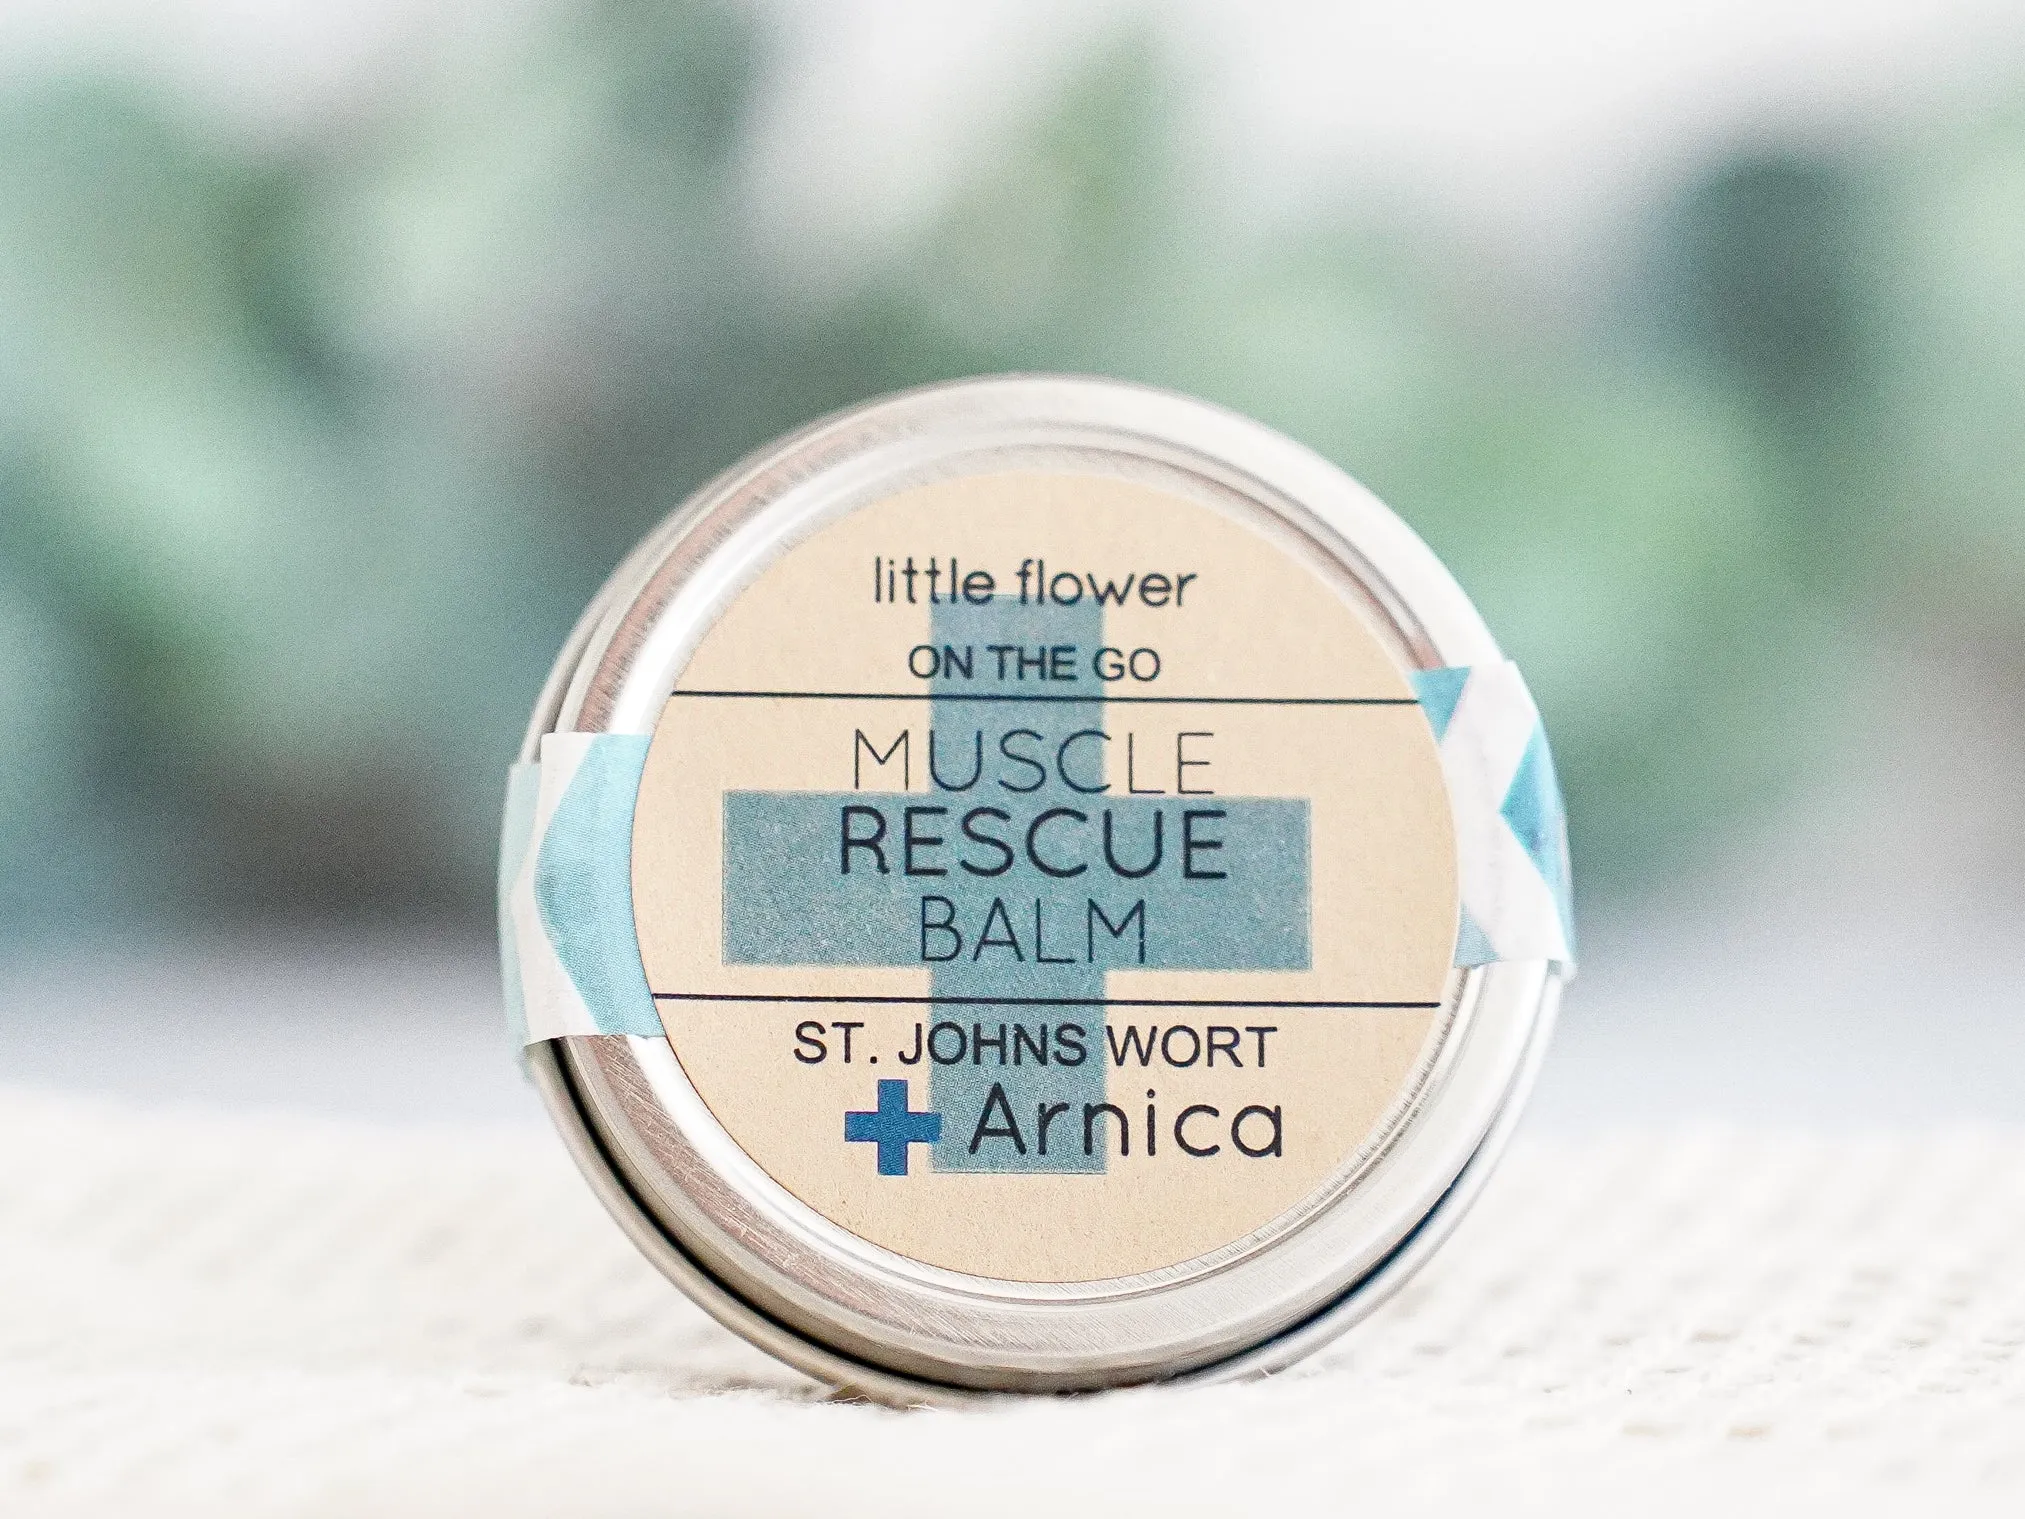 little flower
ON THE GO
MUSCLE
RESCUE
BALM
ST. JOHNS WORT
+ Arnica